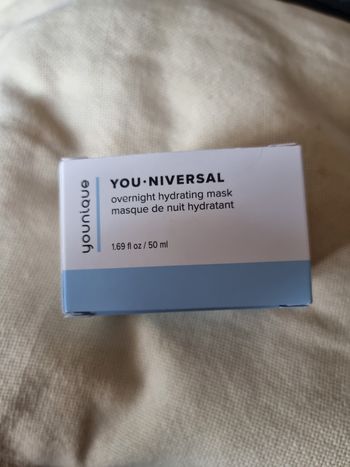 younique
YOU·NIVERSAL
overnight hydrating mask
masque de nuit hydratant
1.69 fl oz / 50 ml